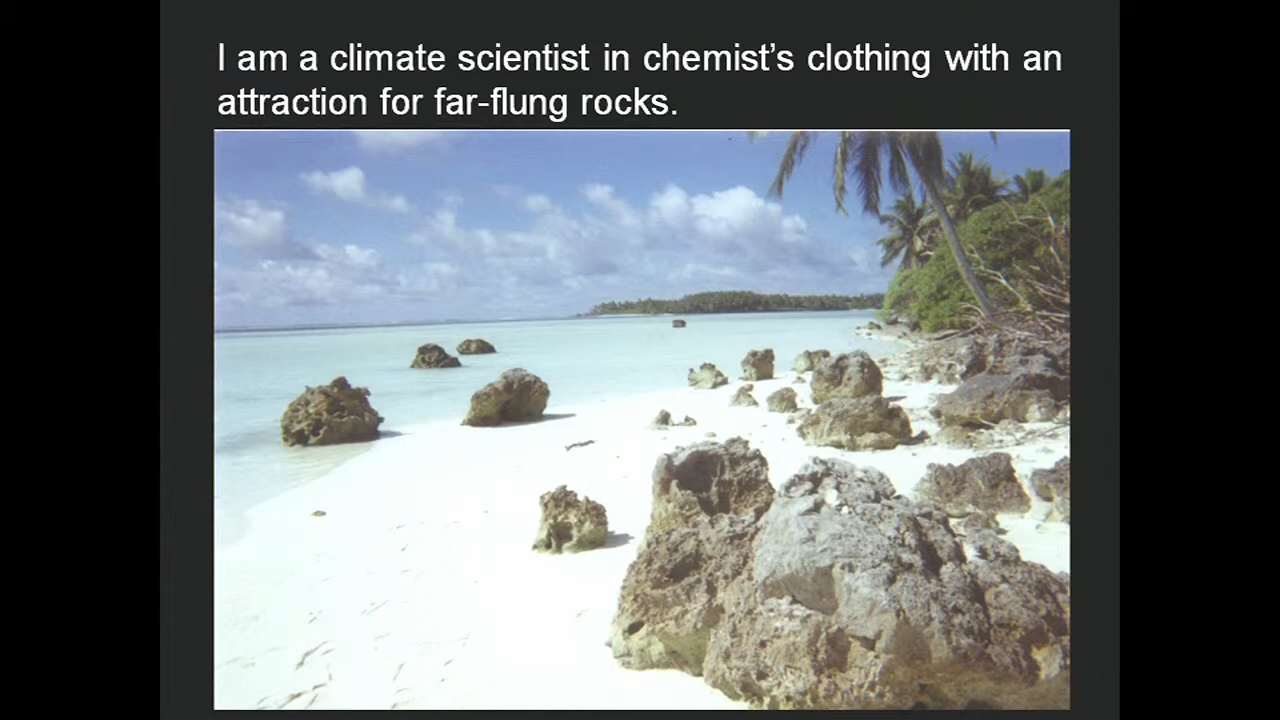 I am a climate scientist in chemist’s clothing with an
attraction for far-flung rocks.